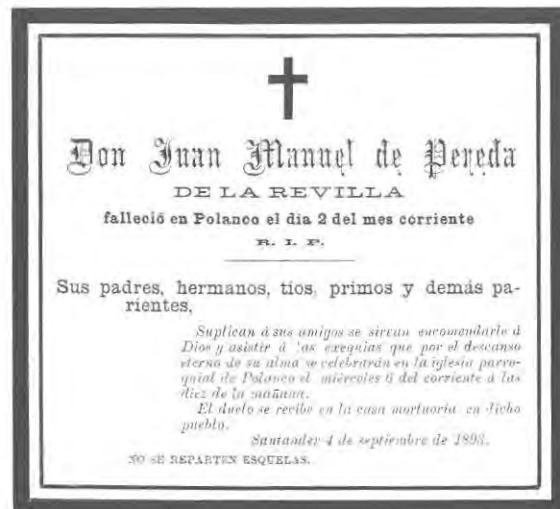 Don Juan Manuel de Pereda
DE LA REVILLA
falleció en Polanco el dia 2 del mes corriente
R. I. P.
Sus padres, hermanos, tios, primos y demás pa-
rientes,
Suplican á sus amigos se sirvan encomendarle á
Dios y asistir á las exequias que por el descanso
eterno de su alma se celebrarán en la iglesia parro-
quial de Polanco el miércoles 6 del corriente á las
diez de la mañana.
El duelo se recibe en la casa mortuoria en dicho
pueblo.
Santander 4 de septiembre de 1893.
NO SE REPARTEN ESQUELAS.